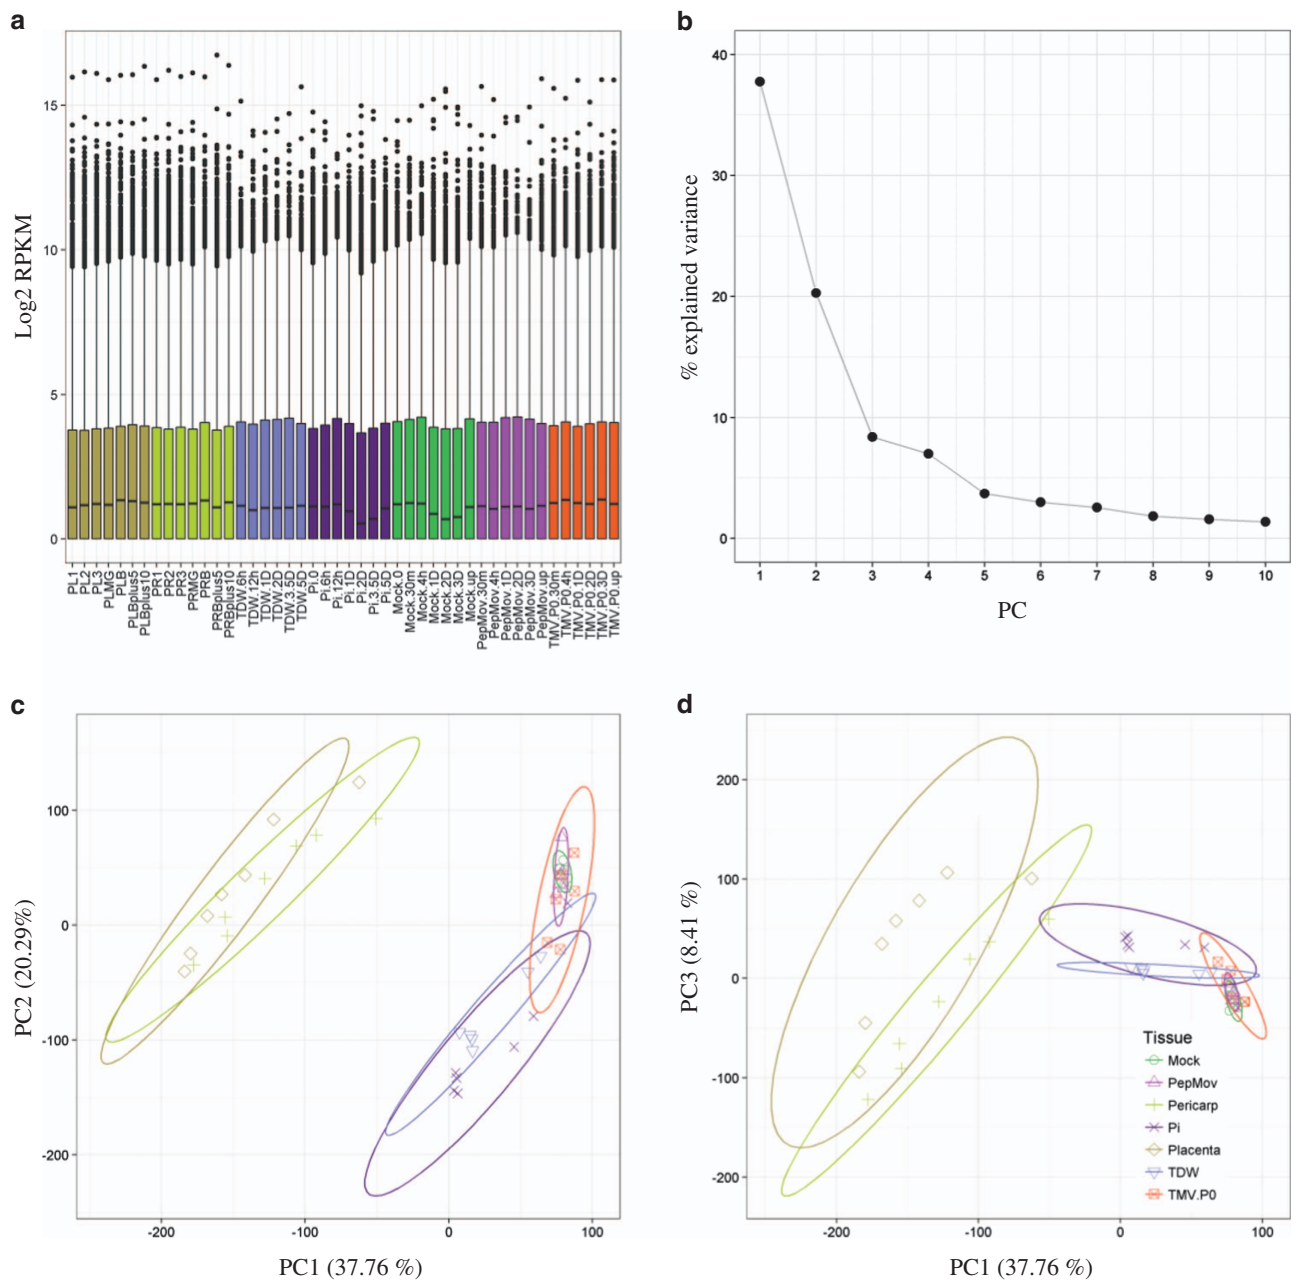 a
Log2 RPKM
15
10
5
0
PL1
PL2
PL3
PLMG
PLB
PLBplus5
PLBplus10
PR1
PR2
PR3
PRMG
PRB
PRBplus5
PRBplus10
TDW.6h
TDW.12h
TDW.1D
TDW.2D
TDW.3.5D
TDW.5D
Pi.0
Pi.6h
Pi.12h
Pi.1D
Pi.2D
Pi.3.5D
Pi.5D
Mock.0
Mock.30m
Mock.4h
Mock.1D
Mock.2D
Mock.3D
Mock.up
PepMov.30m
PepMov.4h
PepMov.1D
PepMov.2D
PepMov.3D
PepMov.up
TMV.P0.30m
TMV.P0.4h
TMV.P0.1D
TMV.P0.2D
TMV.P0.3D
TMV.P0.up
b
% explained variance
40
30
20
10
0
1 2 3 4 5 6 7 8 9 10
PC
c
PC2 (20.29%)
100
0
-100
-200
-200 -100 0 100
PC1 (37.76 %)
d
PC3 (8.41 %)
200
100
0
-100
-200
-200 -100 0 100
PC1 (37.76 %)
Tissue
Mock
PepMov
Pericarp
Pi
Placenta
TDW
TMV.P0